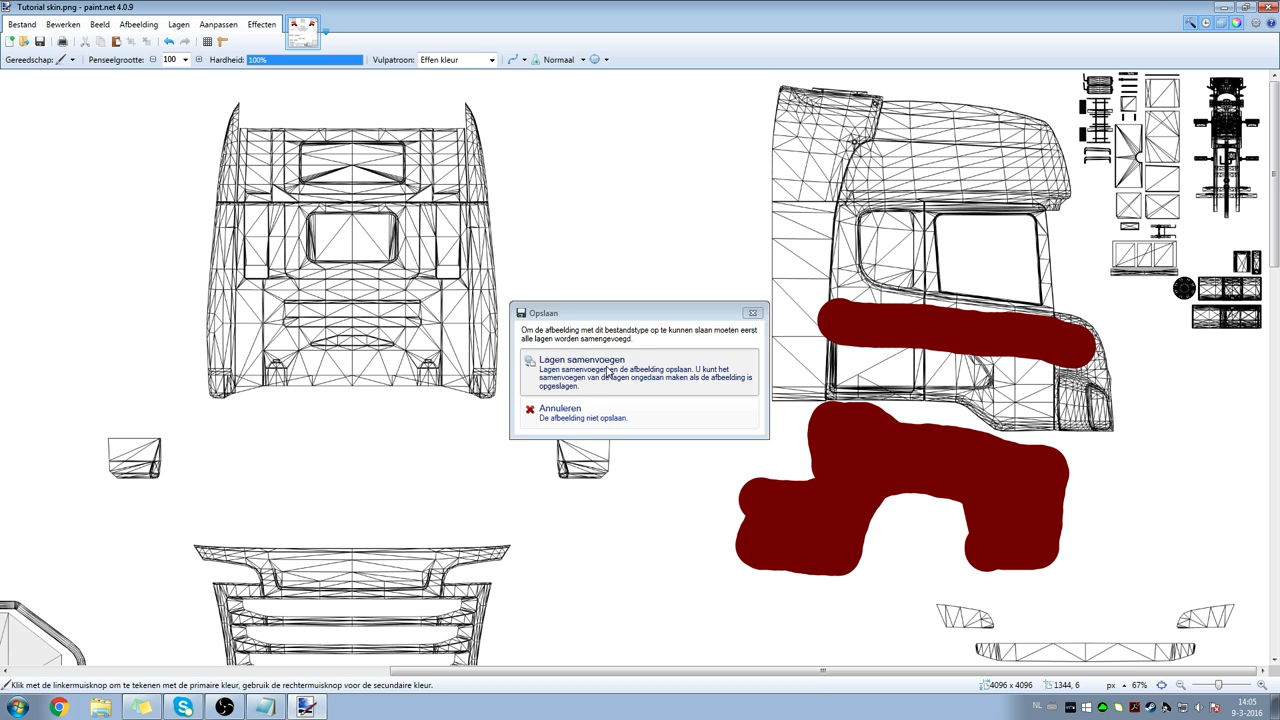 Tutorial skin.png - paint.net 4.0.9
Bestand Bewerken Beeld Afbeelding Lagen Aanpassen Effecten
Gereedschap: Penseelgrootte: 100 Hardheid: 100% Vulpatroon: Effen kleur Normaal
Opslaan
Om de afbeelding met dit bestandstype op te kunnen slaan moeten eerst
alle lagen worden samengevoegd.
Lagen samenvoegen
Lagen samenvoegen en de afbeelding opslaan. U kunt het
samenvoegen van de lagen ongedaan maken als de afbeelding is
opgeslagen.
Annuleren
De afbeelding niet opslaan.
Klik met de linkermuisknop om te tekenen met de primaire kleur, gebruik de rechtermuisknop voor de secundaire kleur. 4096 x 4096 1344, 6 px 67%
NL 14:05
9-3-2016